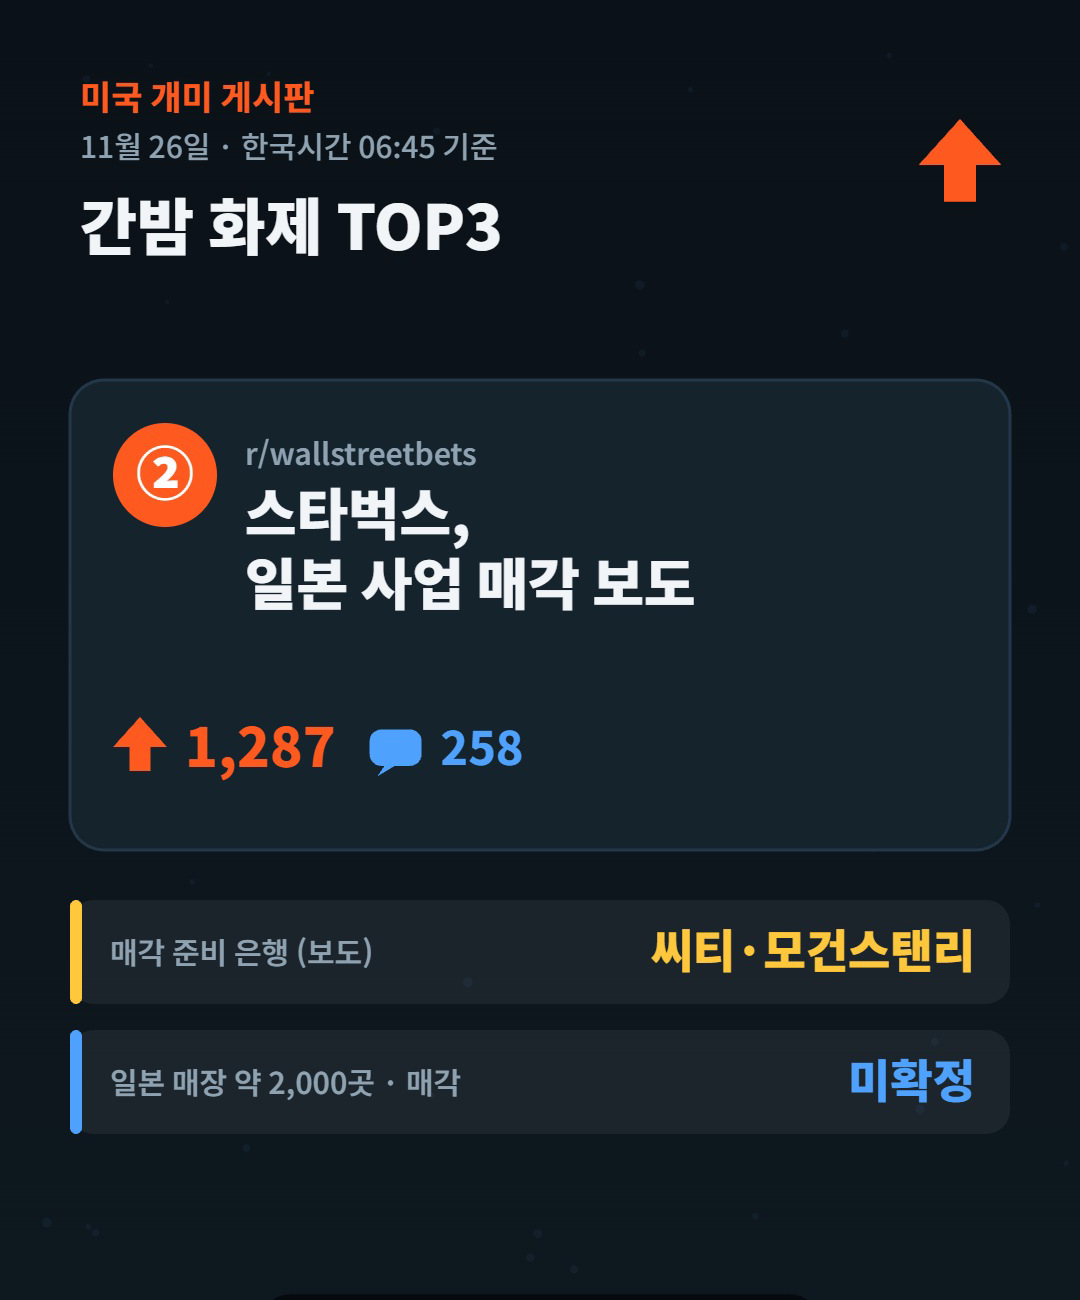 미국 개미 게시판
11월 26일 · 한국시간 06:45 기준
간밤 화제 TOP3
②
r/wallstreetbets
스타벅스,
일본 사업 매각 보도
1,287 258
매각 준비 은행 (보도) 씨티·모건스탠리
일본 매장 약 2,000곳 · 매각 미확정